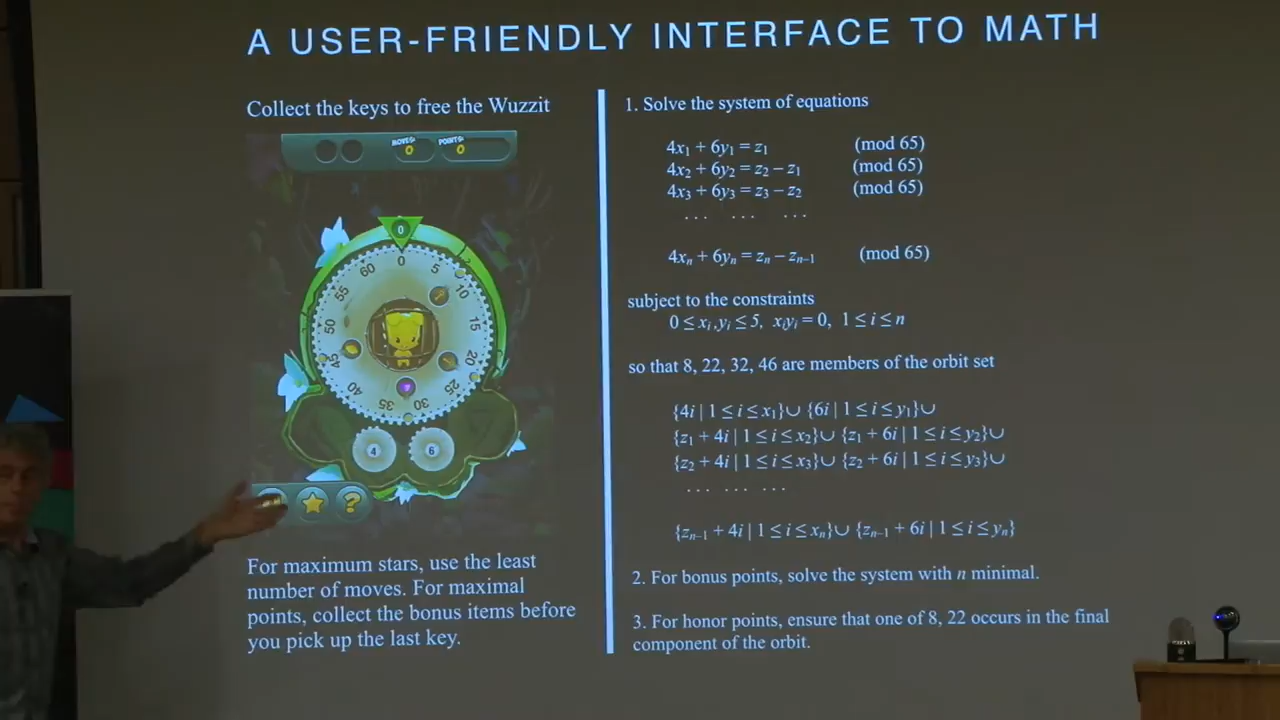 A USER-FRIENDLY INTERFACE TO MATH
Collect the keys to free the Wuzzit
MOVES:
0
POINTS:
0
0
0
5
10
15
20
25
30
35
40
45
50
55
60
4
6
?
For maximum stars, use the least
number of moves. For maximal
points, collect the bonus items before
you pick up the last key.
1. Solve the system of equations
4x₁ + 6y₁ = z₁ (mod 65)
4x₂ + 6y₂ = z₂ – z₁ (mod 65)
4x₃ + 6y₃ = z₃ – z₂ (mod 65)
. . . . . . . . .
4xₙ + 6yₙ = zₙ – zₙ₋₁ (mod 65)
subject to the constraints
0 ≤ xᵢ,yᵢ ≤ 5, xᵢyᵢ = 0, 1 ≤ i ≤ n
so that 8, 22, 32, 46 are members of the orbit set
{4i | 1 ≤ i ≤ x₁}∪ {6i | 1 ≤ i ≤ y₁}∪
{z₁ + 4i | 1 ≤ i ≤ x₂}∪ {z₁ + 6i | 1 ≤ i ≤ y₂}∪
{z₂ + 4i | 1 ≤ i ≤ x₃}∪ {z₂ + 6i | 1 ≤ i ≤ y₃}∪
. . . . . . . . .
{zₙ₋₁ + 4i | 1 ≤ i ≤ xₙ}∪ {zₙ₋₁ + 6i | 1 ≤ i ≤ yₙ}
2. For bonus points, solve the system with n minimal.
3. For honor points, ensure that one of 8, 22 occurs in the final
component of the orbit.